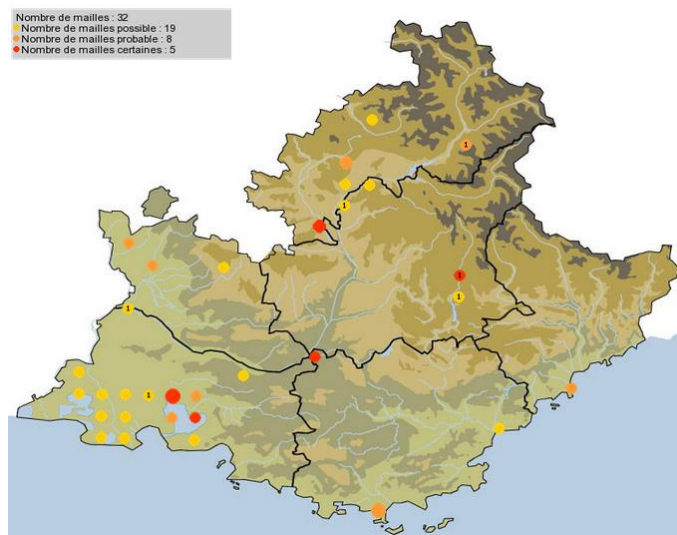 Nombre de mailles : 32
Nombre de mailles possible : 19
Nombre de mailles probable : 8
Nombre de mailles certaines : 5
1
1
1
1
1
1